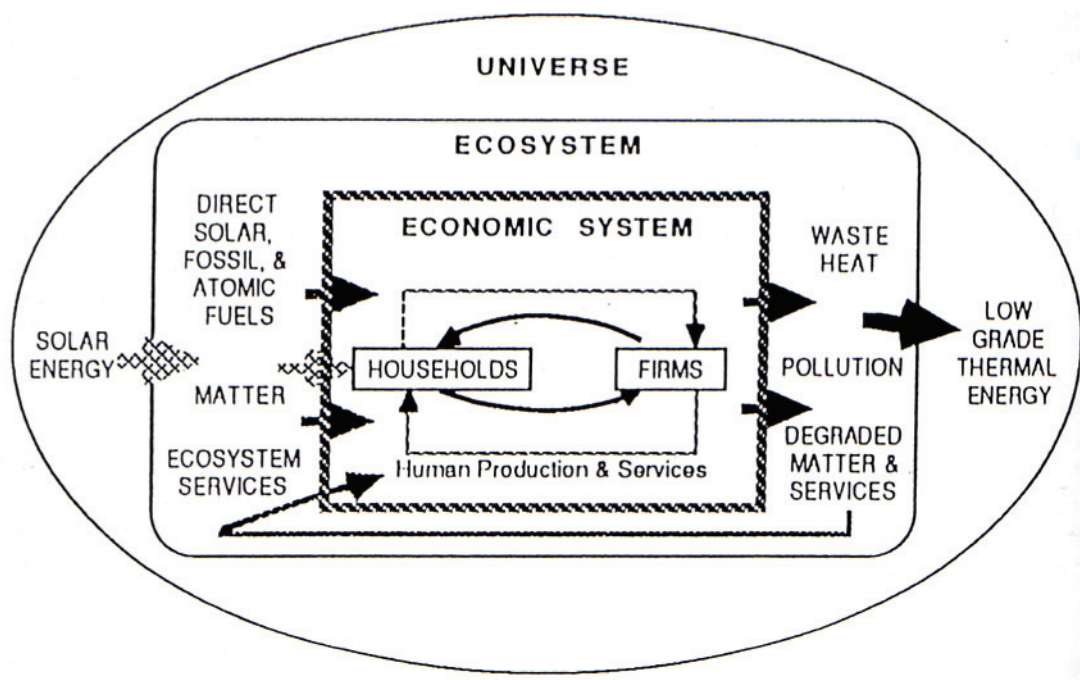 UNIVERSE
ECOSYSTEM
DIRECT
SOLAR,
FOSSIL, &
ATOMIC
FUELS
ECONOMIC SYSTEM
WASTE
HEAT
SOLAR
ENERGY
MATTER
HOUSEHOLDS
FIRMS
POLLUTION
LOW
GRADE
THERMAL
ENERGY
ECOSYSTEM
SERVICES
Human Production & Services
DEGRADED
MATTER &
SERVICES